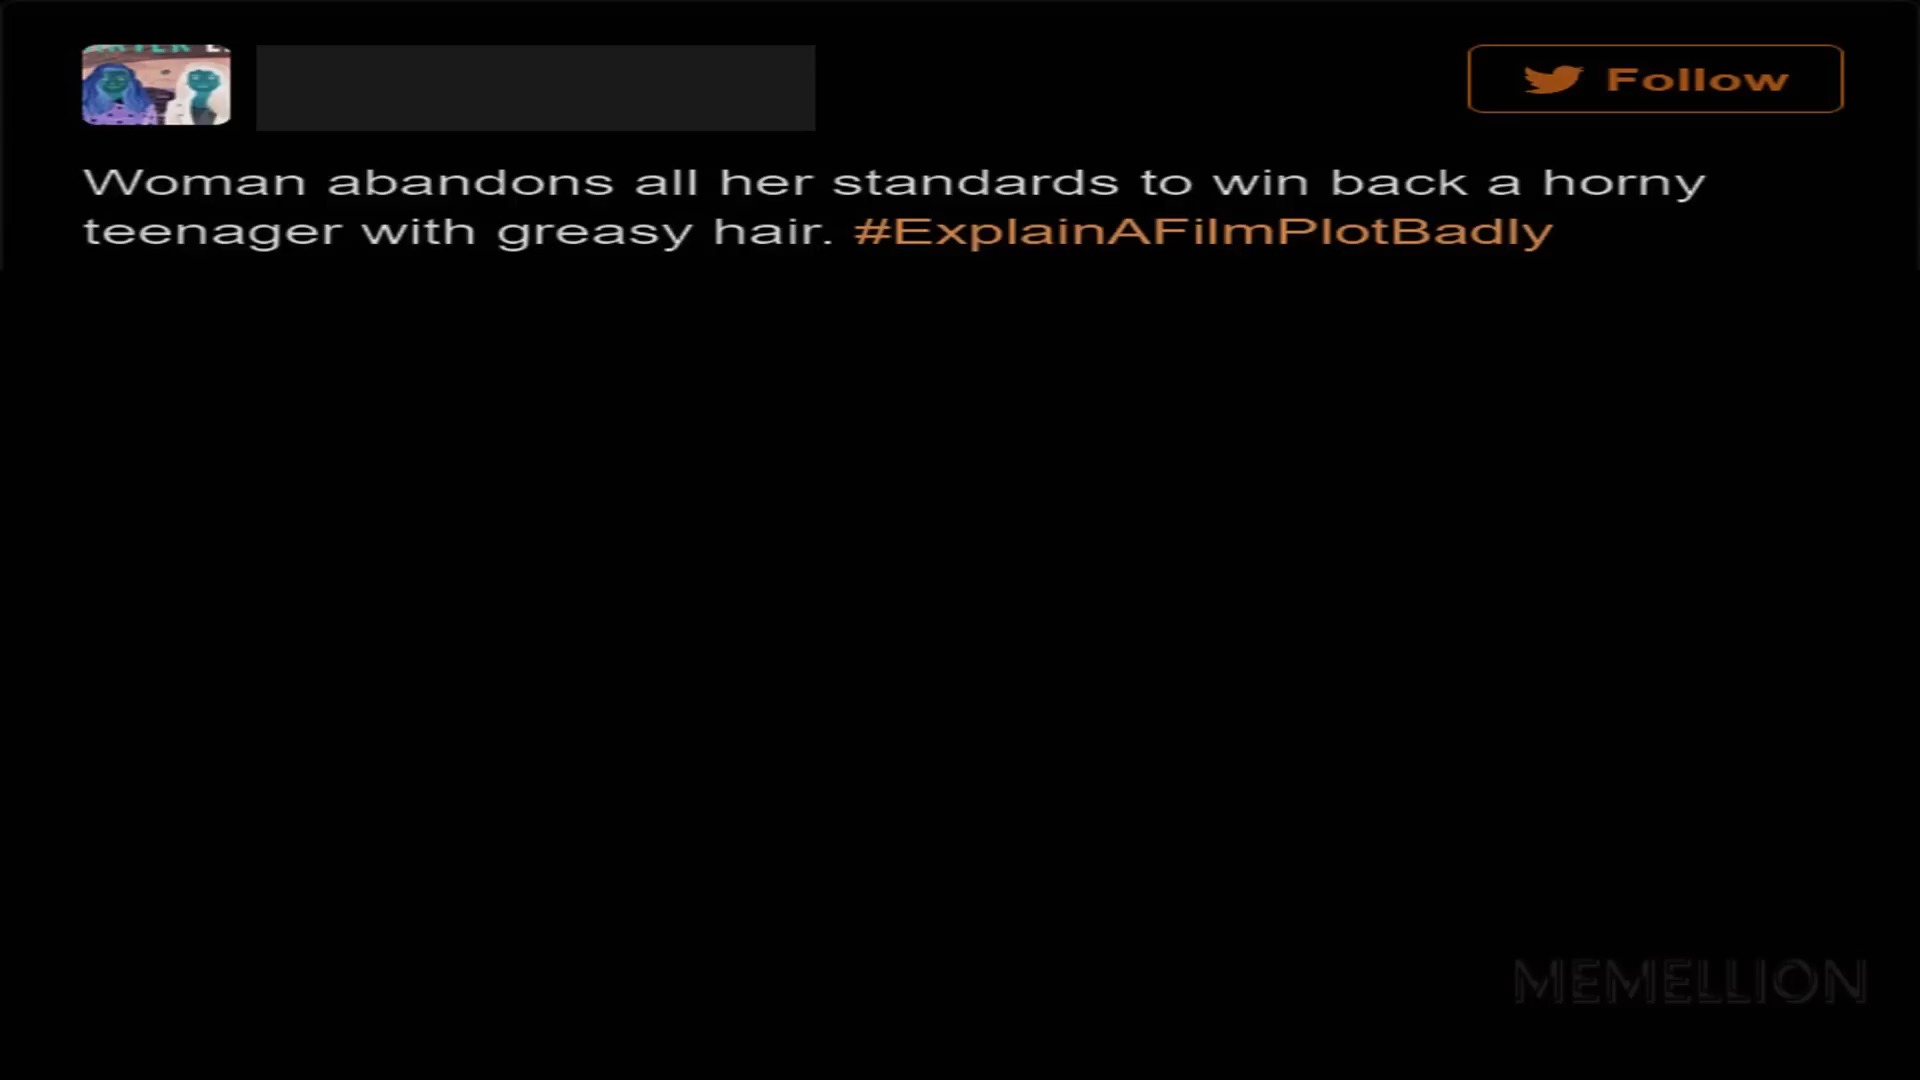 Follow
Woman abandons all her standards to win back a horny
teenager with greasy hair. #ExplainAFilmPlotBadly
MEMELLION